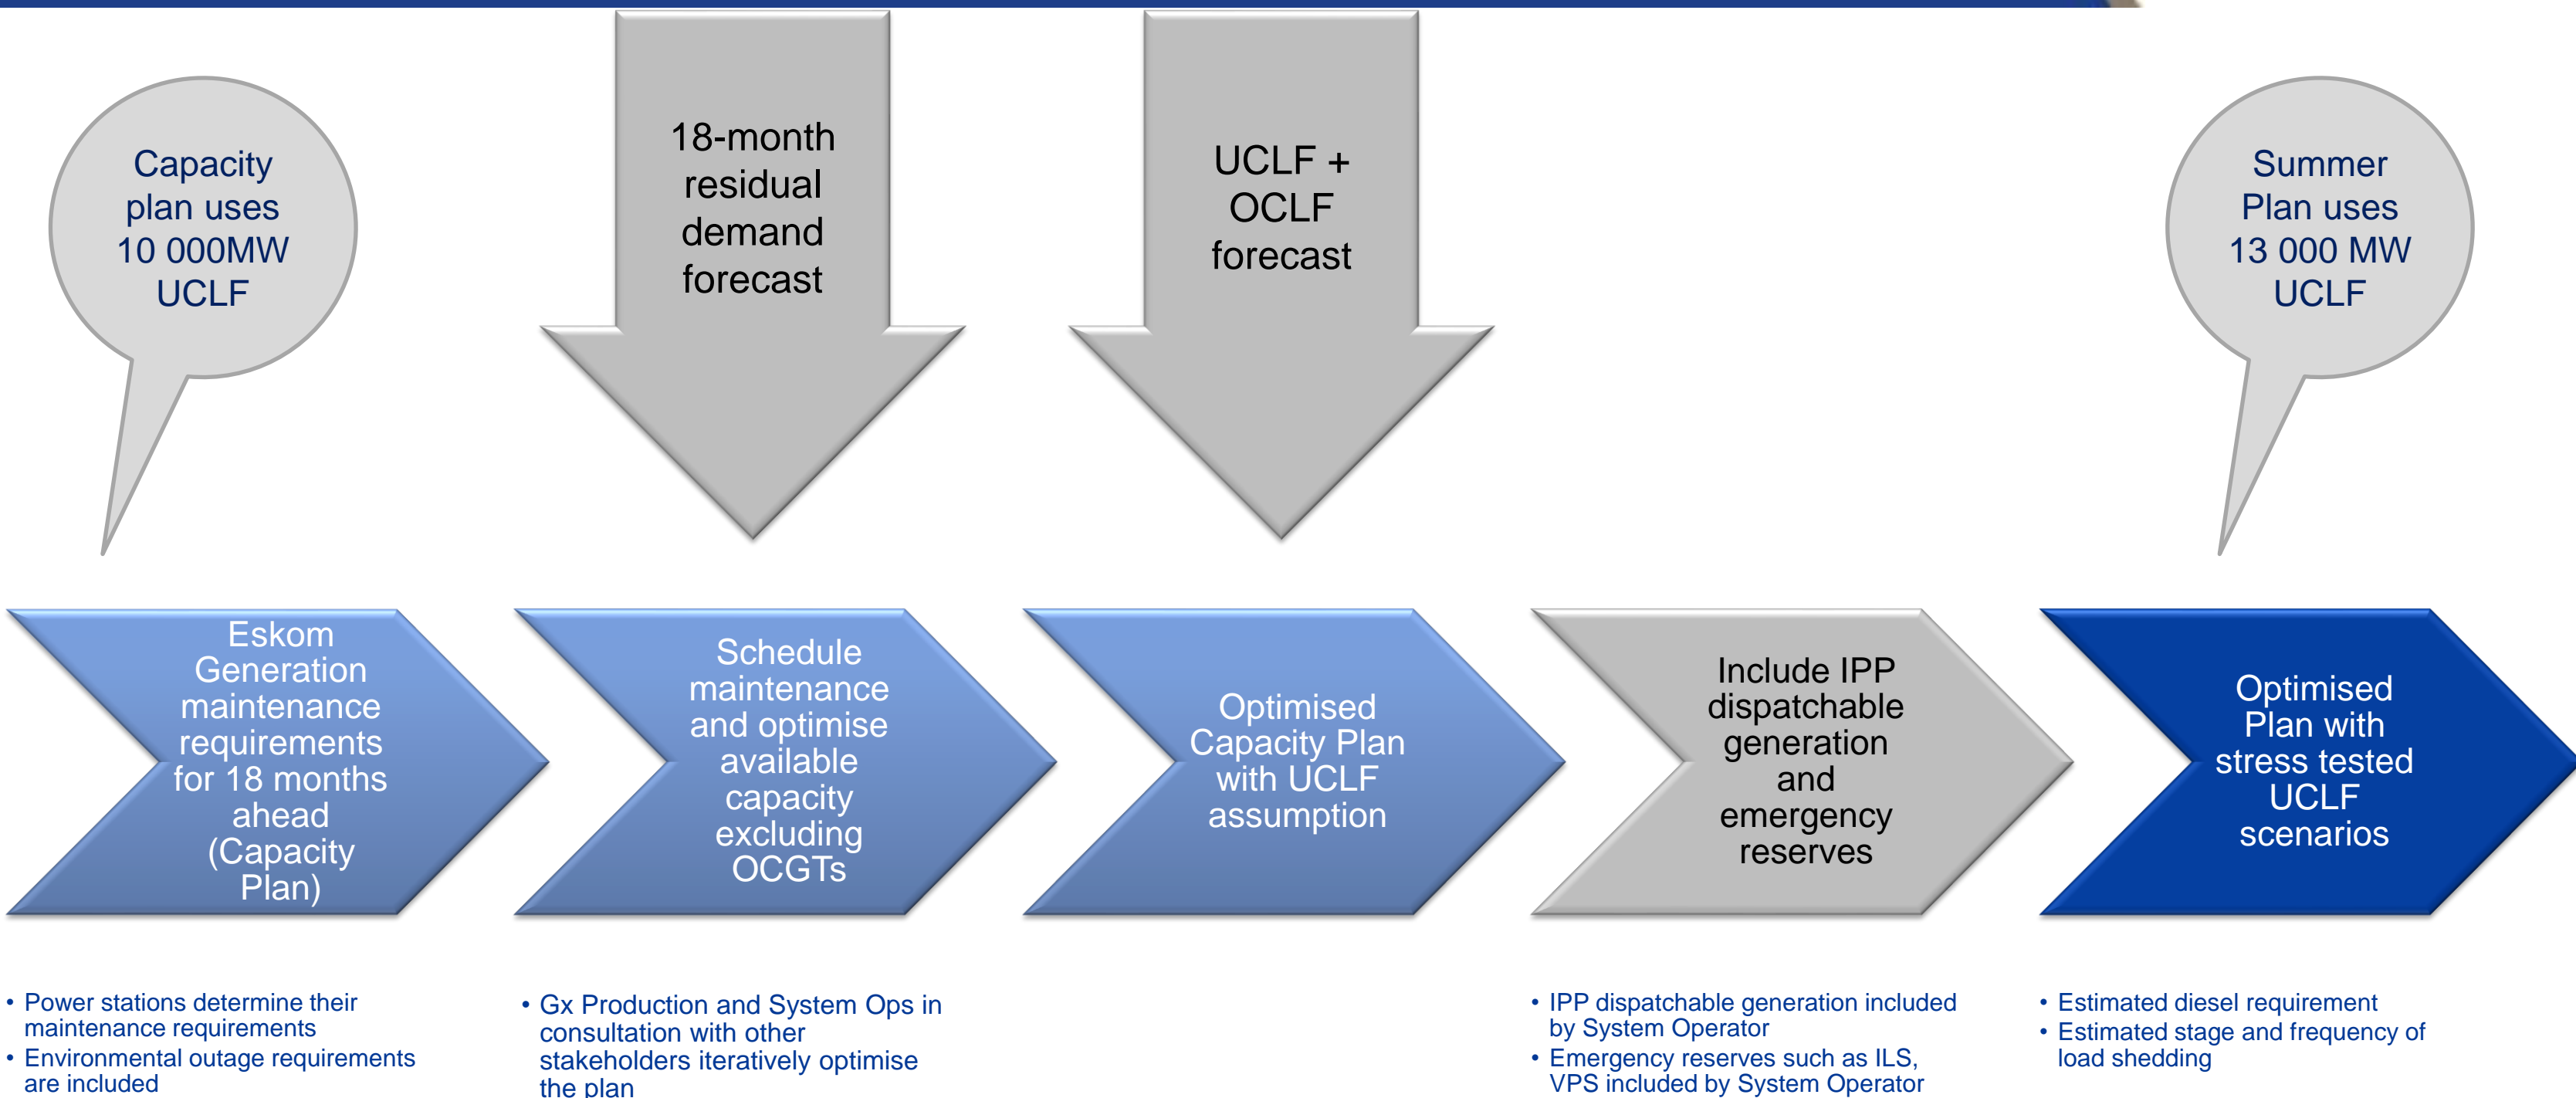 Capacity
plan uses
10 000MW
UCLF
18-month
residual
demand
forecast
UCLF +
OCLF
forecast
Summer
Plan uses
13 000 MW
UCLF
Eskom
Generation
maintenance
requirements
for 18 months
ahead
(Capacity
Plan)
Schedule
maintenance
and optimise
available
capacity
excluding
OCGTs
Optimised
Capacity Plan
with UCLF
assumption
Include IPP
dispatchable
generation
and
emergency
reserves
Optimised
Plan with
stress tested
UCLF
scenarios
• Power stations determine their
maintenance requirements
• Environmental outage requirements
are included
• Gx Production and System Ops in
consultation with other
stakeholders iteratively optimise
the plan
• IPP dispatchable generation included
by System Operator
• Emergency reserves such as ILS,
VPS included by System Operator
• Estimated diesel requirement
• Estimated stage and frequency of
load shedding